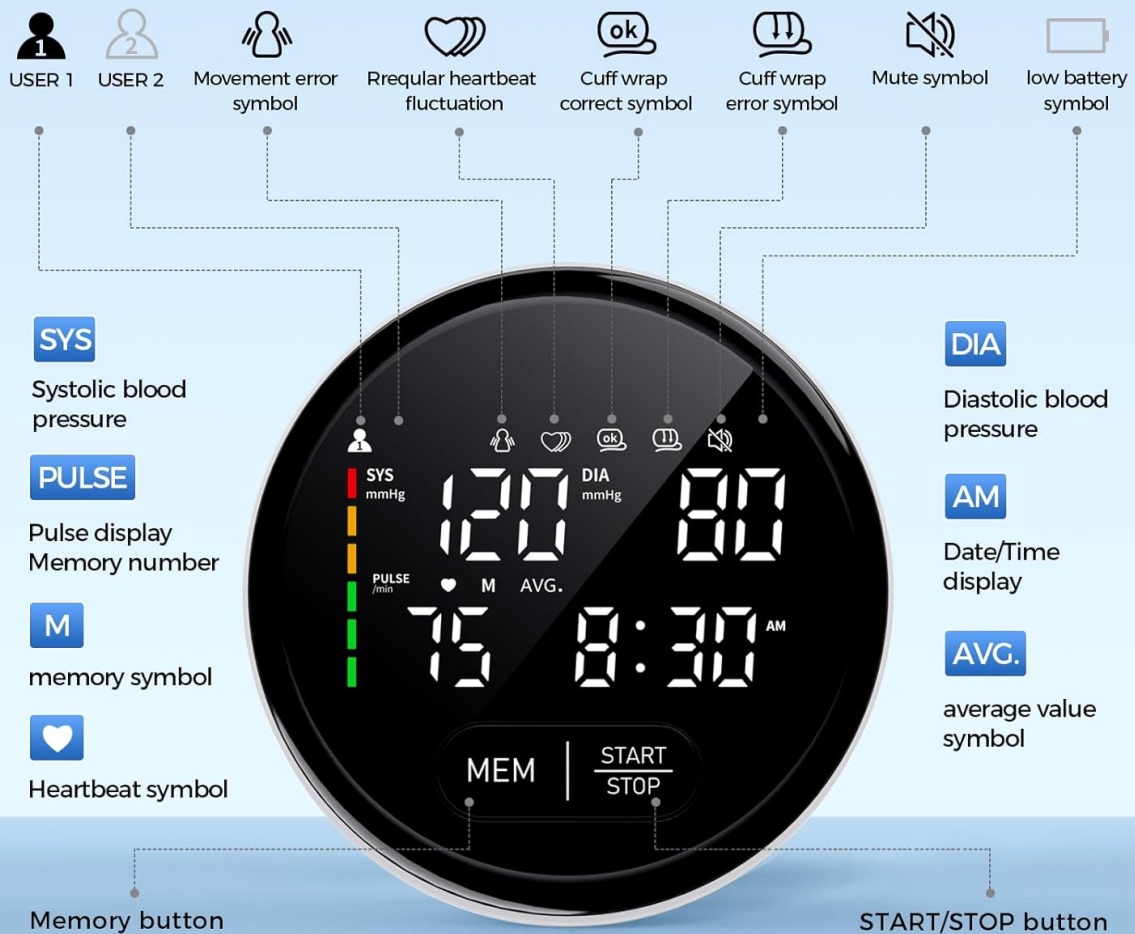 1
2
ok
USER 1
USER 2
Movement error
symbol
Rreqular heartbeat
fluctuation
Cuff wrap
correct symbol
Cuff wrap
error symbol
Mute symbol
low battery
symbol
SYS
Systolic blood
pressure
PULSE
Pulse display
Memory number
M
memory symbol
Heartbeat symbol
1
ok
SYS
mmHg
120
DIA
mmHg
80
PULSE
/min
M
AVG.
75
8:30
AM
MEM
START
STOP
DIA
Diastolic blood
pressure
AM
Date/Time
display
AVG.
average value
symbol
Memory button
START/STOP button